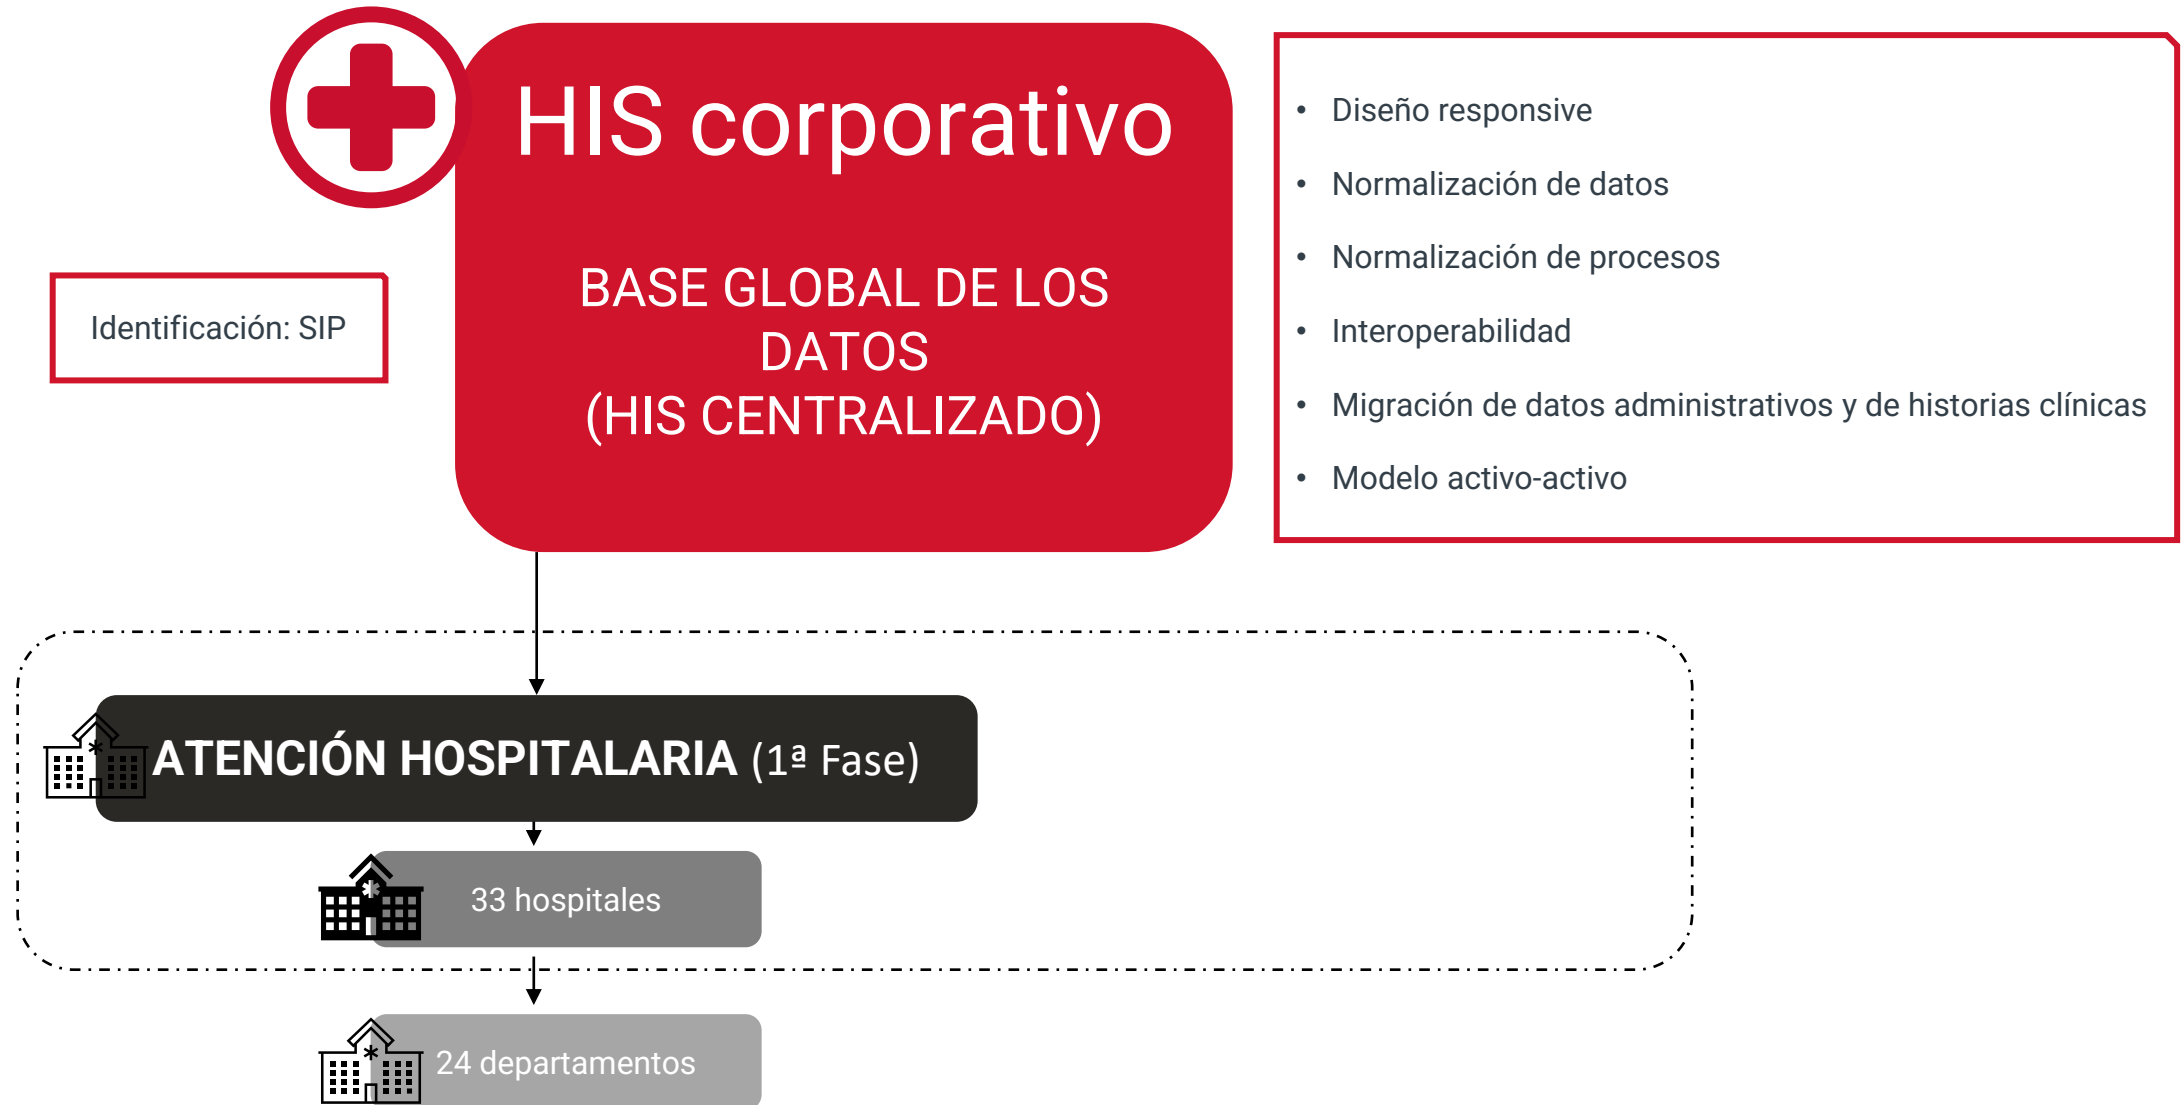 HIS corporativo
BASE GLOBAL DE LOS
DATOS
(HIS CENTRALIZADO)
Identificación: SIP
• Diseño responsive
• Normalización de datos
• Normalización de procesos
• Interoperabilidad
• Migración de datos administrativos y de historias clínicas
• Modelo activo-activo
ATENCIÓN HOSPITALARIA (1ª Fase)
33 hospitales
24 departamentos